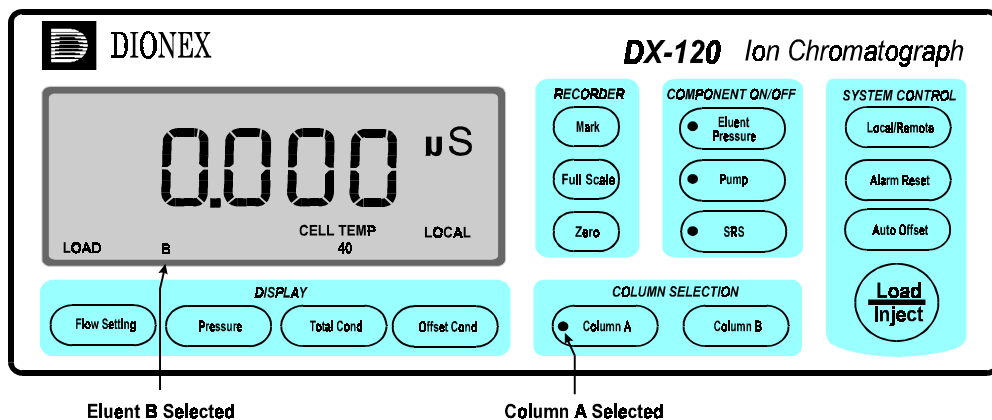 DIONEX
DX-120 Ion Chromatograph
0.000 µS
CELL TEMP
40
LOAD
B
LOCAL
RECORDER
Mark
Full Scale
Zero
COMPONENT ON/OFF
Eluent
Pressure
Pump
SRS
SYSTEM CONTROL
Local/Remote
Alarm Reset
Auto Offset
Load
Inject
DISPLAY
Flow Setting
Pressure
Total Cond
Offset Cond
COLUMN SELECTION
Column A
Column B
Eluent B Selected
Column A Selected